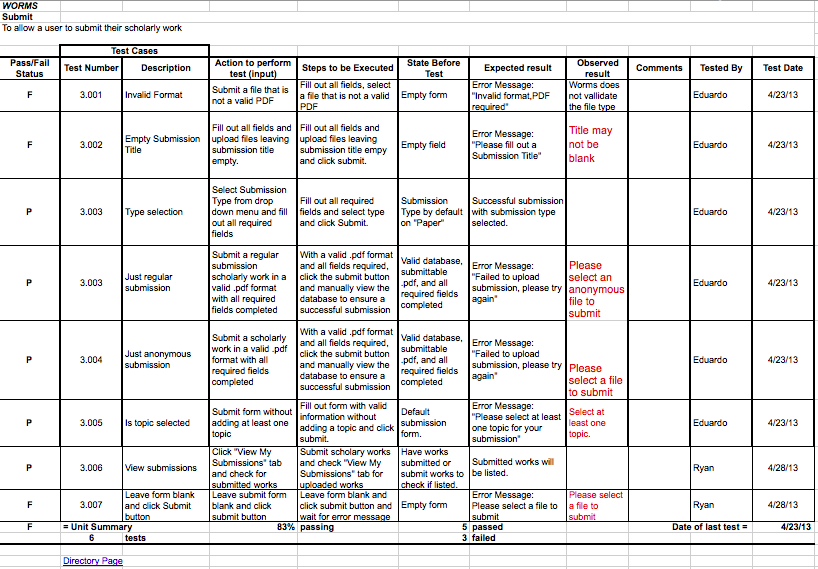 WORMS
Submit
To allow a user to submit their scholarly work
Test Cases
Pass/Fail Status
Test Number
Description
Action to perform test (input)
Steps to be Executed
State Before Test
Expected result
Observed result
Comments
Tested By
Test Date
F
3.001
Invalid Format
Submit a file that is
not a valid PDF
Fill out all fields, select
a file that is not a valid
PDF
Empty form
Error Message:
"Invalid format,PDF
required"
Worms does
not vallidate
the file type
Eduardo
4/23/13
F
3.002
Empty Submission
Title
Fill out all fields and
upload files leaving
submission title
empty.
Fill out all fields and
upload files leaving
submission title empy
and click submit.
Empty field
Error Message:
"Please fill out a
Submission Title"
Title may
not be
blank
Eduardo
4/23/13
P
3.003
Type selection
Select Submission
Type from drop
down menu and fill
out all required
fields
Fill out all required
fields and select type
and click Submit.
Submission
Type by default
on "Paper"
Successful submission
with submission type
selected.
Eduardo
4/23/13
P
3.003
Just regular
submission
Submit a regular
submission
scholarly work in a
valid .pdf format
with all required
fields completed
With a valid .pdf format
and all fields required,
click the submit button
and manually view the
database to ensure a
successful submission
Valid database,
submittable
.pdf, and all
required fields
completed
Error Message:
"Failed to upload
submission, please try
again"
Please
select an
anonymous
file to
submit
Eduardo
4/23/13
P
3.004
Just anonymous
submission
Submit a scholarly
work in a valid .pdf
format with all
required fields
completed
With a valid .pdf format
and all fields required,
click the submit button
and manually view the
database to ensure a
successful submission
Valid database,
submittable
.pdf, and all
required fields
completed
Error Message:
"Failed to upload
submission, please try
again"
Please
select a file
to submit
Eduardo
4/23/13
P
3.005
Is topic selected
Submit form without
adding at least one
topic
Fill out form with valid
information without
adding a topic and click
submit.
Default
submission
form.
Error Message:
"Please select at least
one topic for your
submission"
Select at
least one
topic.
Eduardo
4/23/13
P
3.006
View submissions
Click "View My
Submissions" tab
and check for
submitted works
Submit scholary works
and check "View My
Submissions" tab for
uploaded works
Have works
submitted or
submit works to
check if listed.
Submitted works will
be listed.
Ryan
4/28/13
F
3.007
Leave form blank
and click Submit
button
Leave submit form
blank and click
submit button
Leave form blank and
click submit button and
wait for error message
Empty form
Error Message:
Please select a file to
submit
Please select
a file to
submit
Ryan
4/28/13
F
= Unit Summary
83% passing
5 passed
Date of last test =
4/23/13
6 tests
3 failed
Directory Page